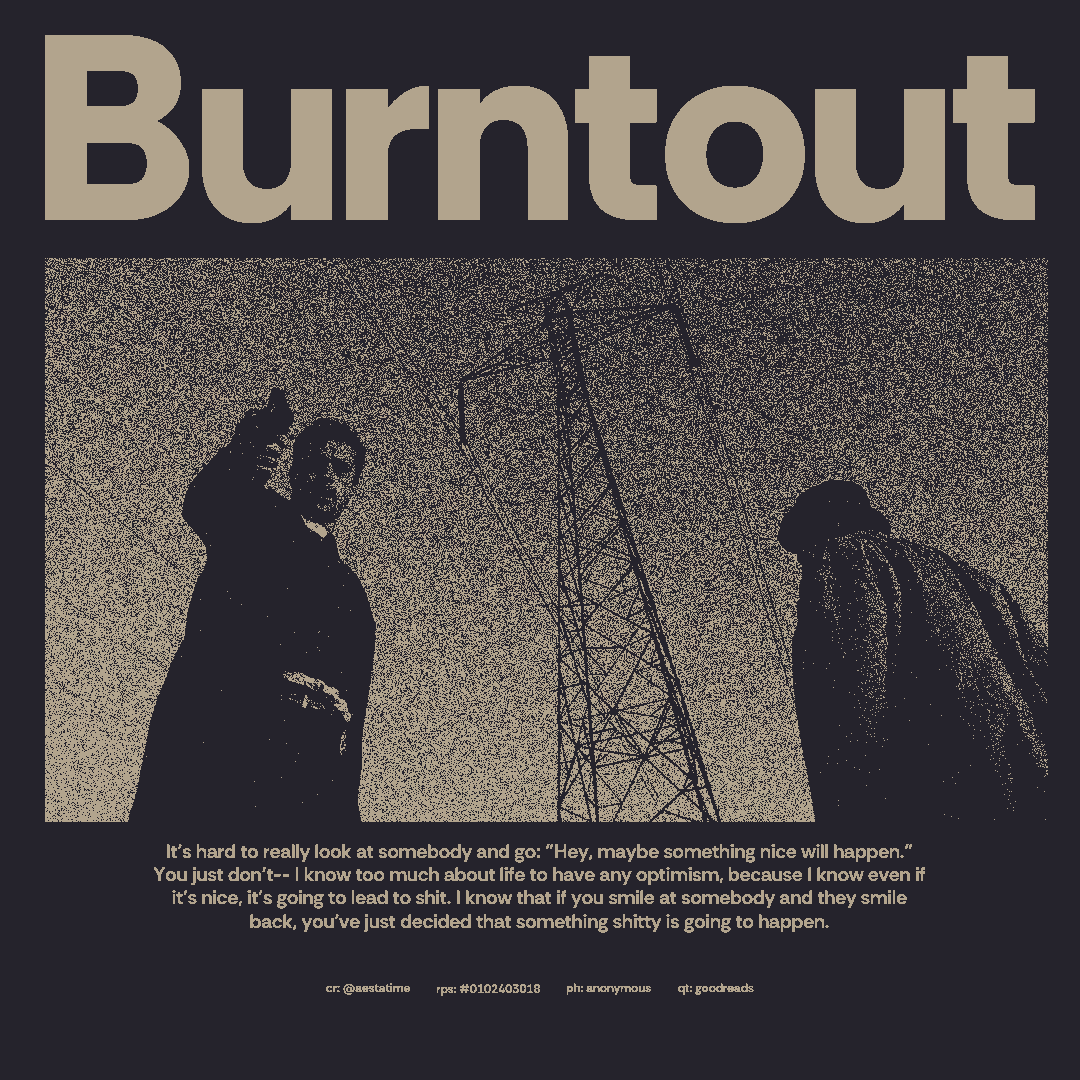 Burntout
It's hard to really look at somebody and go: "Hey, maybe something nice will happen."
You just don't-- I know too much about life to have any optimism, because I know even if
it's nice, it's going to lead to shit. I know that if you smile at somebody and they smile
back, you've just decided that something shitty is going to happen.
cr: @aestatime rps: #0102403018 ph: anonymous qt: goodreads